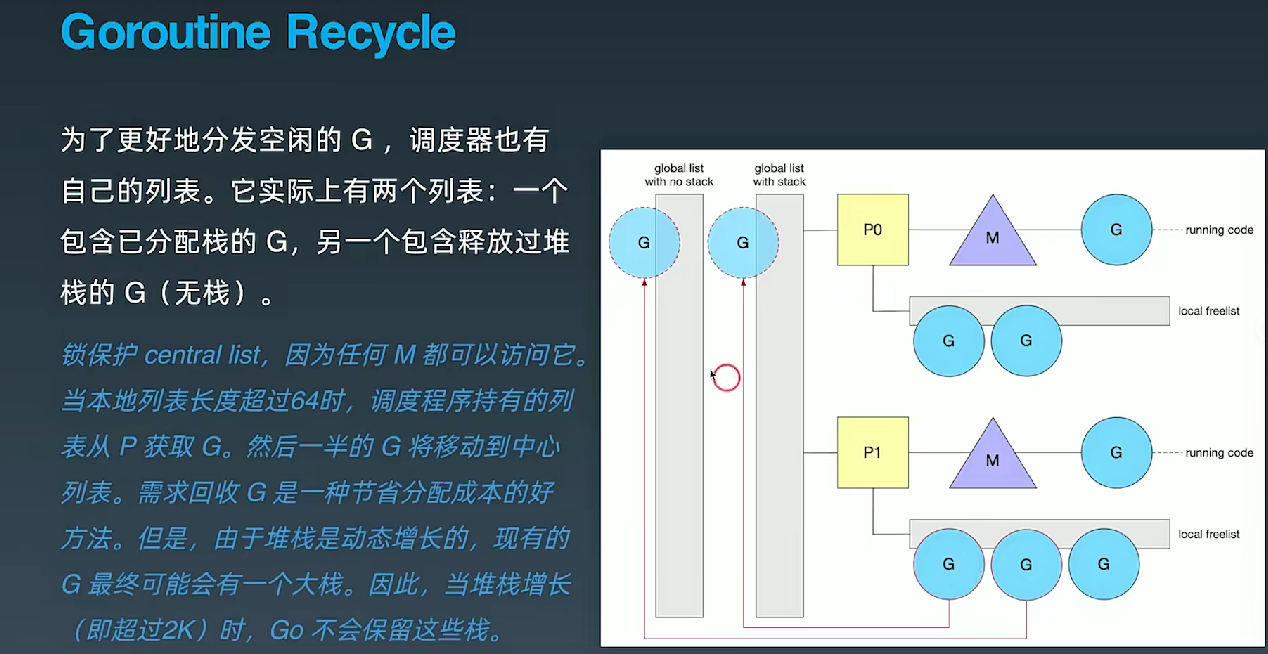 Goroutine Recycle
为了更好地分发空闲的 G ，调度器也有
自己的列表。它实际上有两个列表：一个
包含已分配栈的 G，另一个包含释放过堆
栈的 G（无栈）。
锁保护 central list，因为任何 M 都可以访问它。
当本地列表长度超过64时，调度程序持有的列
表从 P 获取 G。然后一半的 G 将移动到中心
列表。需求回收 G 是一种节省分配成本的好
方法。但是，由于堆栈是动态增长的，现有的
G 最终可能会有一个大栈。因此，当堆栈增长
（即超过2K）时，Go 不会保留这些栈。
global list
with no stack
global list
with stack
G
G
P0
M
G
running code
local freelist
G
G
P1
M
G
running code
local freelist
G
G
G